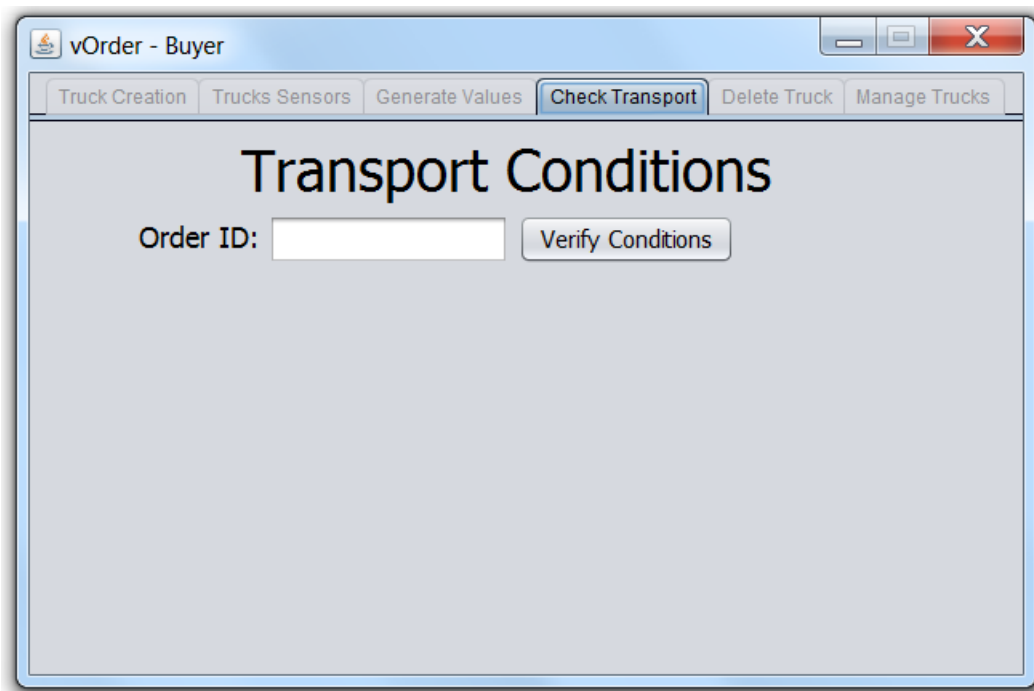 vOrder - Buyer
Truck Creation Trucks Sensors Generate Values Check Transport Delete Truck Manage Trucks
Transport Conditions
Order ID: Verify Conditions